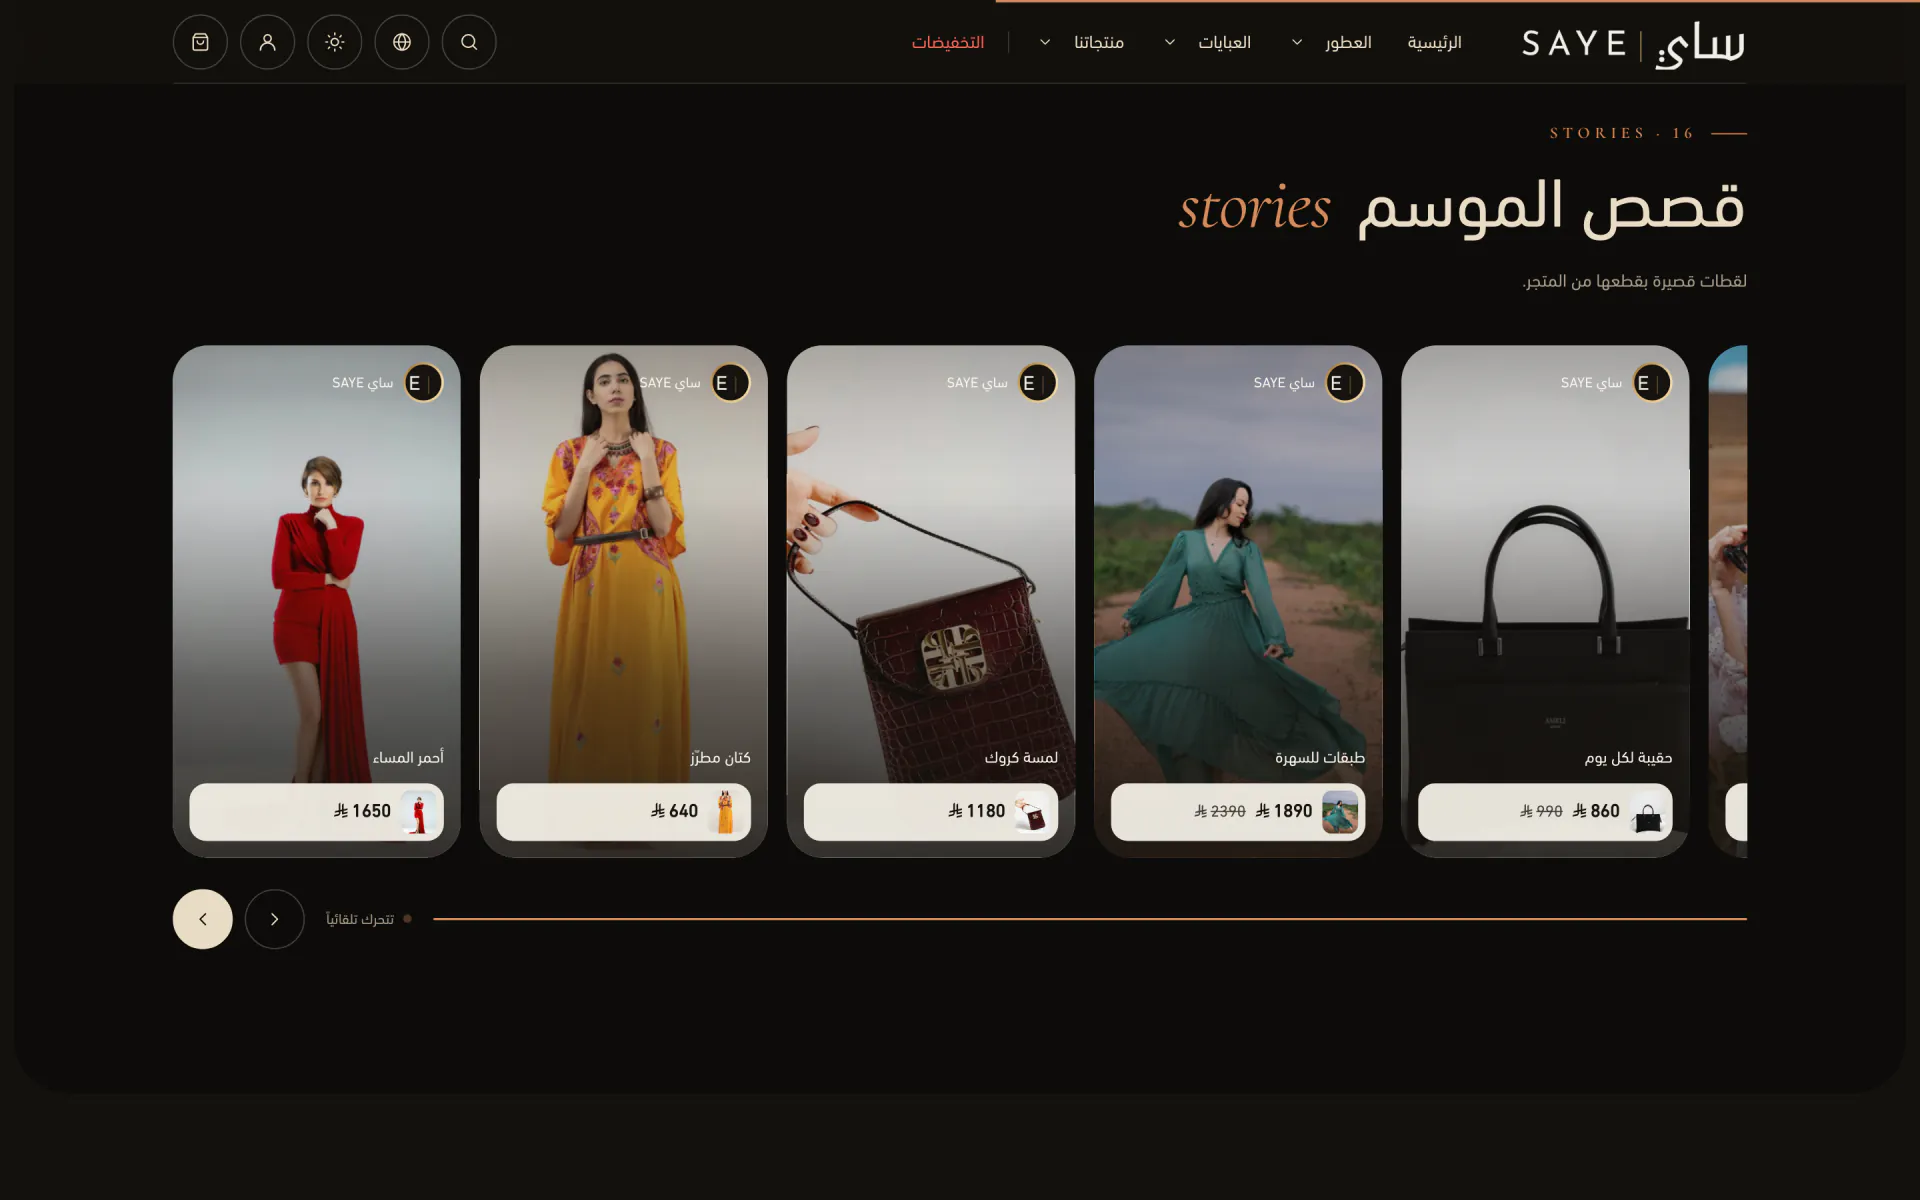 ساي | SAYE
الرئيسية
العطور
العبايات
منتجاتنا
التخفيضات
STORIES · 16
قصص الموسم stories
لقطات قصيرة بقطعها من المتجر.
E |
ساي SAYE
حقيبة لكل يوم
860 990
E |
ساي SAYE
طبقات للسهرة
1890 2390
E |
ساي SAYE
لمسة كروك
1180
E |
ساي SAYE
كتان مطرّز
640
E |
ساي SAYE
أحمر المساء
1650
تتحرك تلقائياً